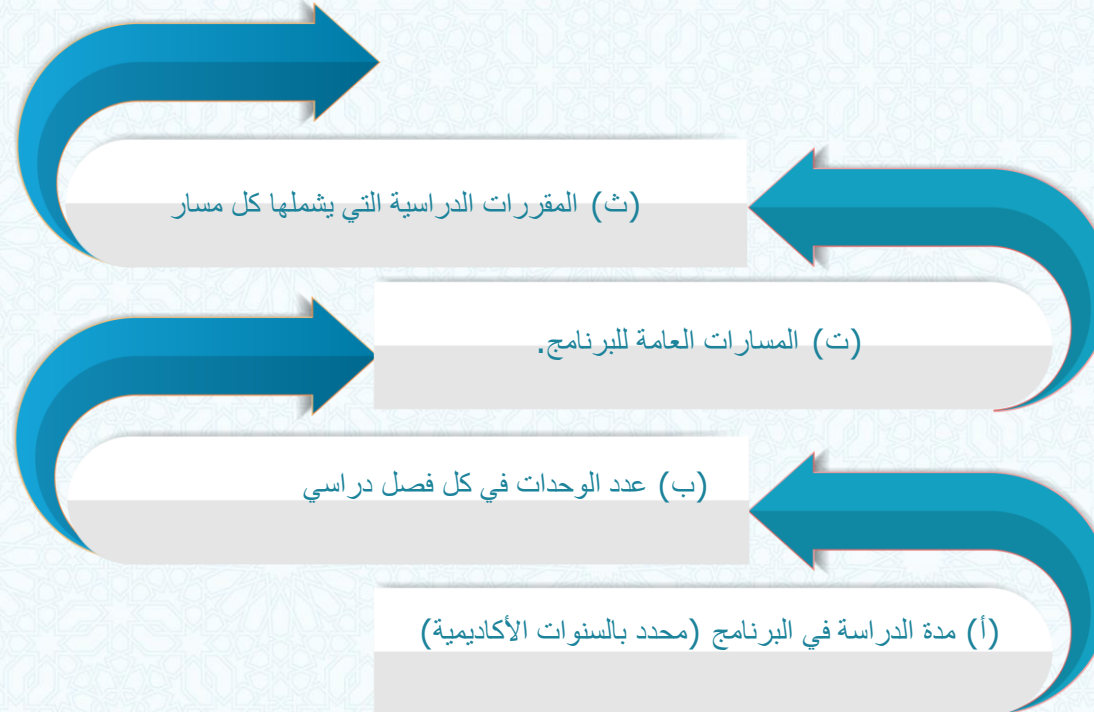 (ث) المقررات الدراسية التي يشملها كل مسار
(ت) المسارات العامة للبرنامج.
(ب) عدد الوحدات في كل فصل دراسي
(أ) مدة الدراسة في البرنامج (محدد بالسنوات الأكاديمية)